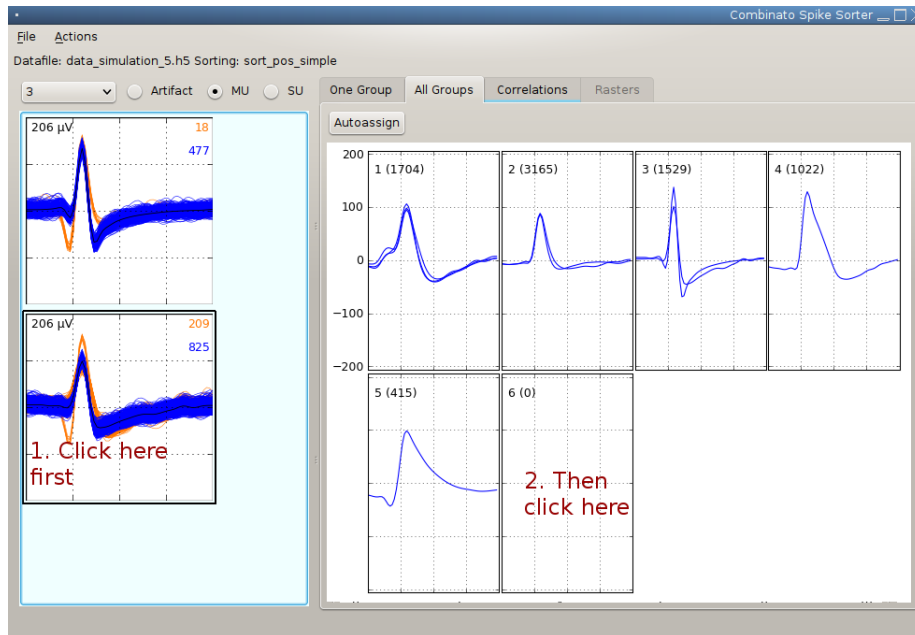 Combinato Spike Sorter
File Actions
Datafile: data_simulation_5.h5 Sorting: sort_pos_simple
3 Artifact MU SU
One Group All Groups Correlations Rasters
Autoassign
206 µV 18
477
206 µV 209
825
1. Click here
first
200
100
0
−100
−200
1 (1704) 2 (3165) 3 (1529) 4 (1022)
5 (415) 6 (0)
2. Then
click here